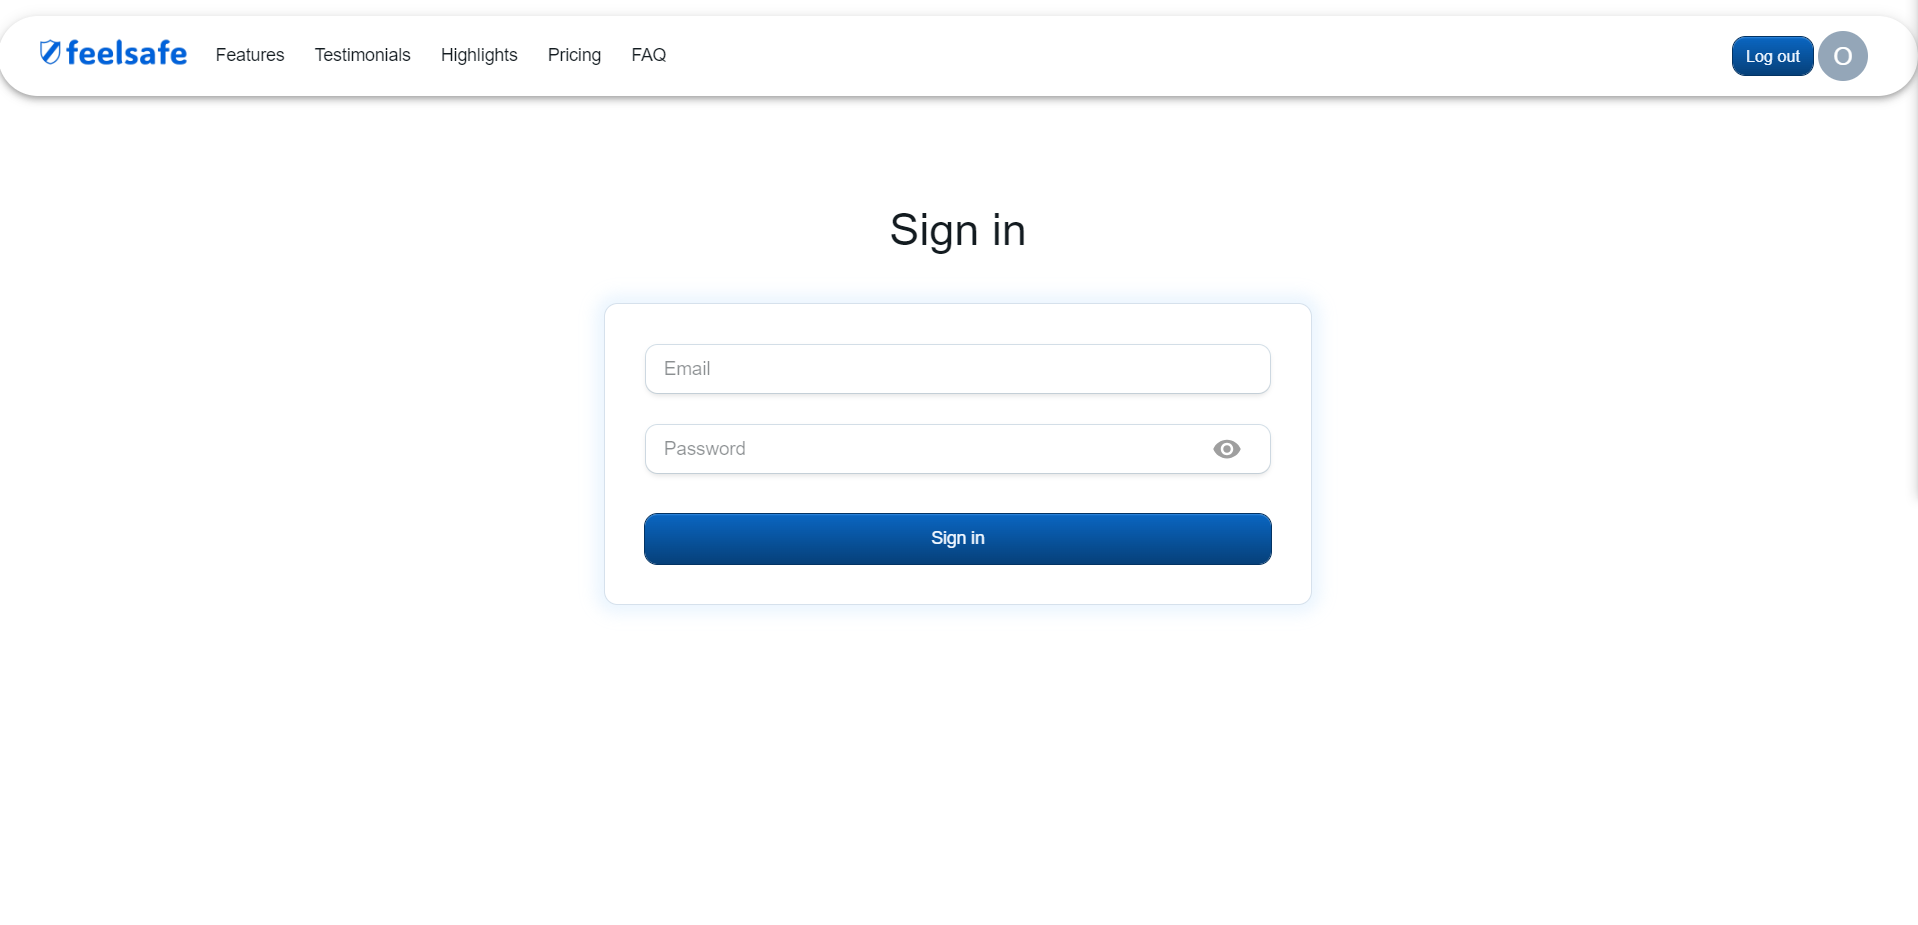 feelsafe Features Testimonials Highlights Pricing FAQ Log out O
Sign in
Email
Password
Sign in